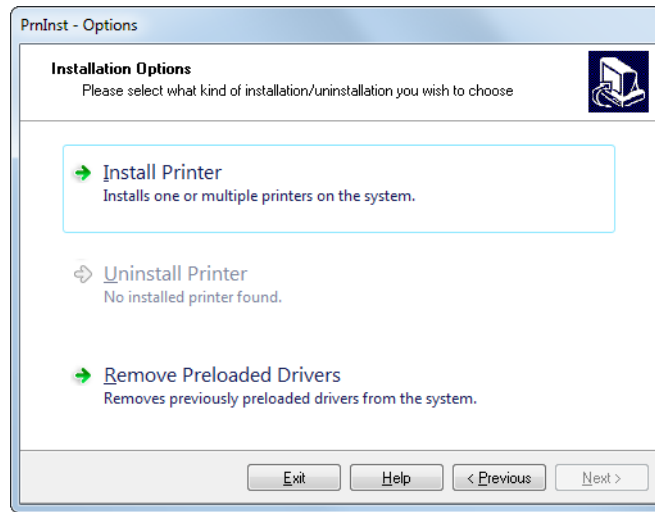 PrnInst - Options
Installation Options
Please select what kind of installation/uninstallation you wish to choose
Install Printer
Installs one or multiple printers on the system.
Uninstall Printer
No installed printer found.
Remove Preloaded Drivers
Removes previously preloaded drivers from the system.
Exit Help < Previous Next >